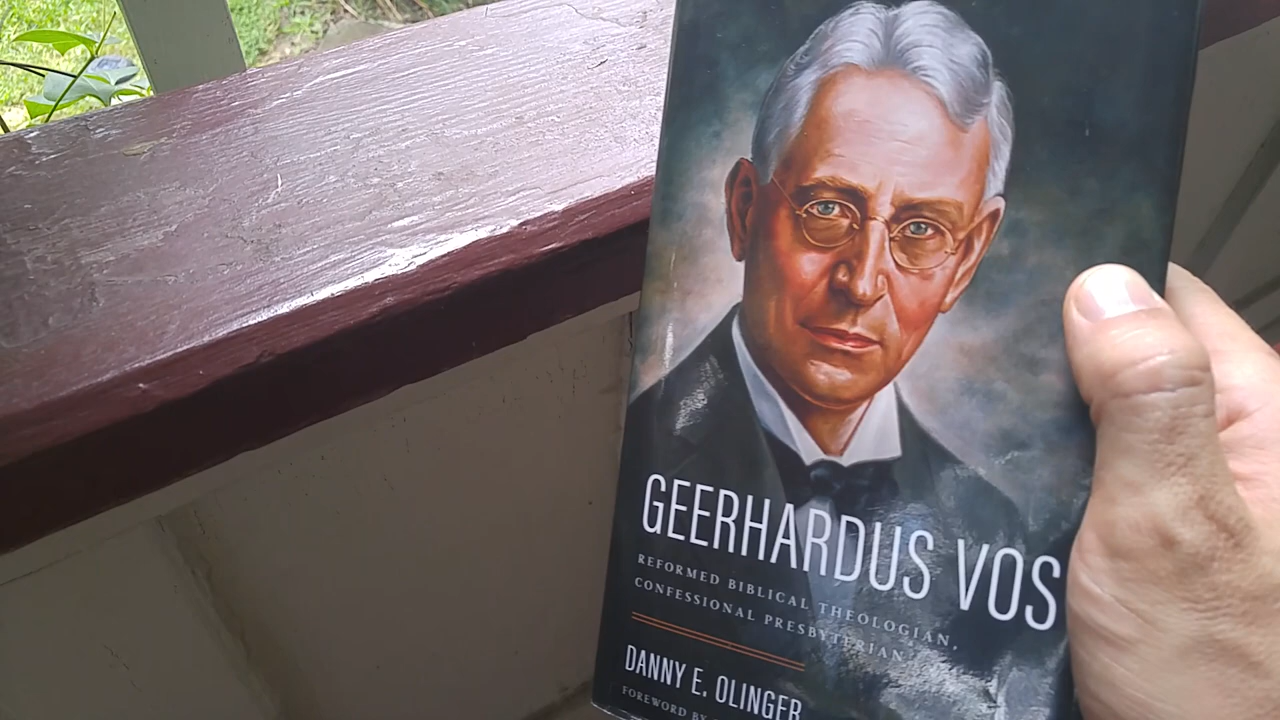 GEERHARDUS VOS
REFORMED BIBLICAL THEOLOGIAN,
CONFESSIONAL PRESBYTERIAN
DANNY E. OLINGER
FOREWORD BY